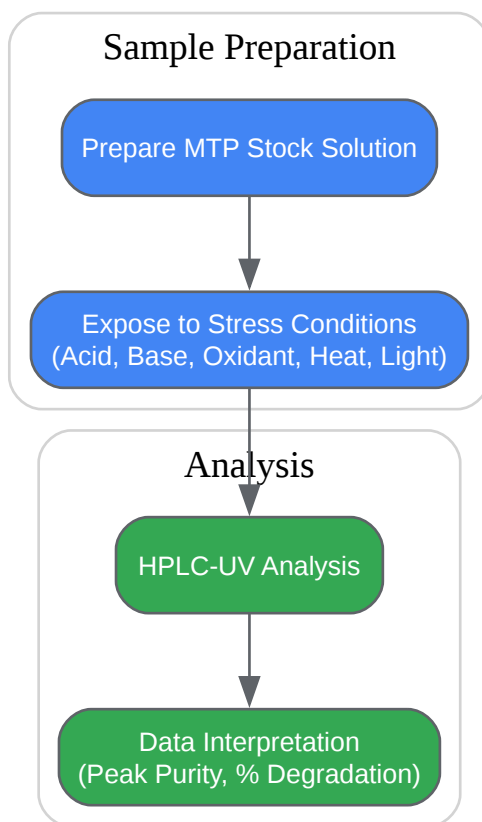 Sample Preparation
Prepare MTP Stock Solution
Expose to Stress Conditions
(Acid, Base, Oxidant, Heat, Light)
Analysis
HPLC-UV Analysis
Data Interpretation
(Peak Purity, % Degradation)